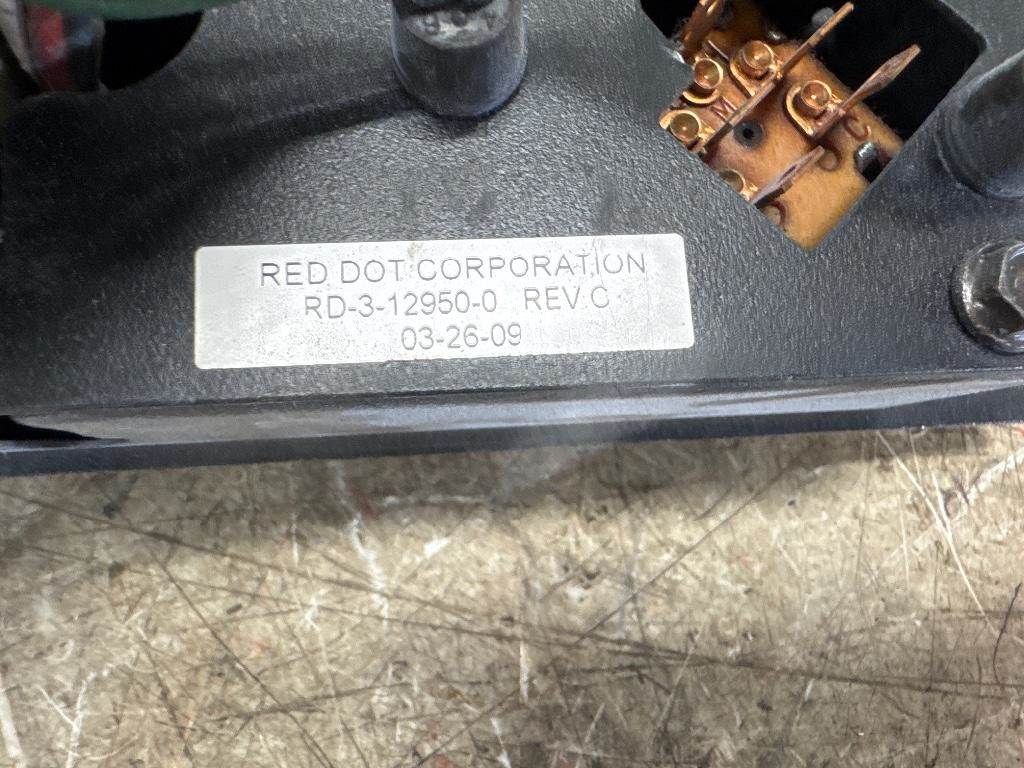 RED DOT CORPORATION
RD-3-12950-0 REV.C
03-26-09